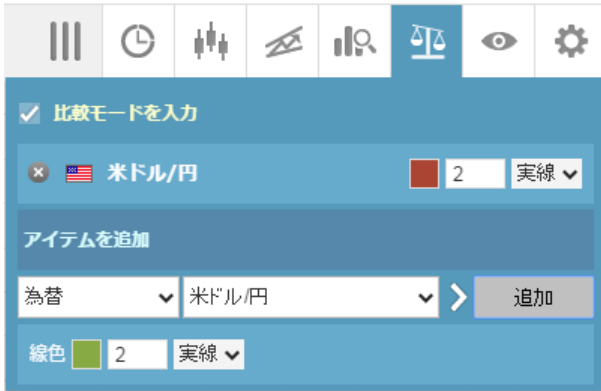 比較モードを入力
米ドル/円 2 実線
アイテムを追加
為替 米ドル/円 追加
線色 2 実線